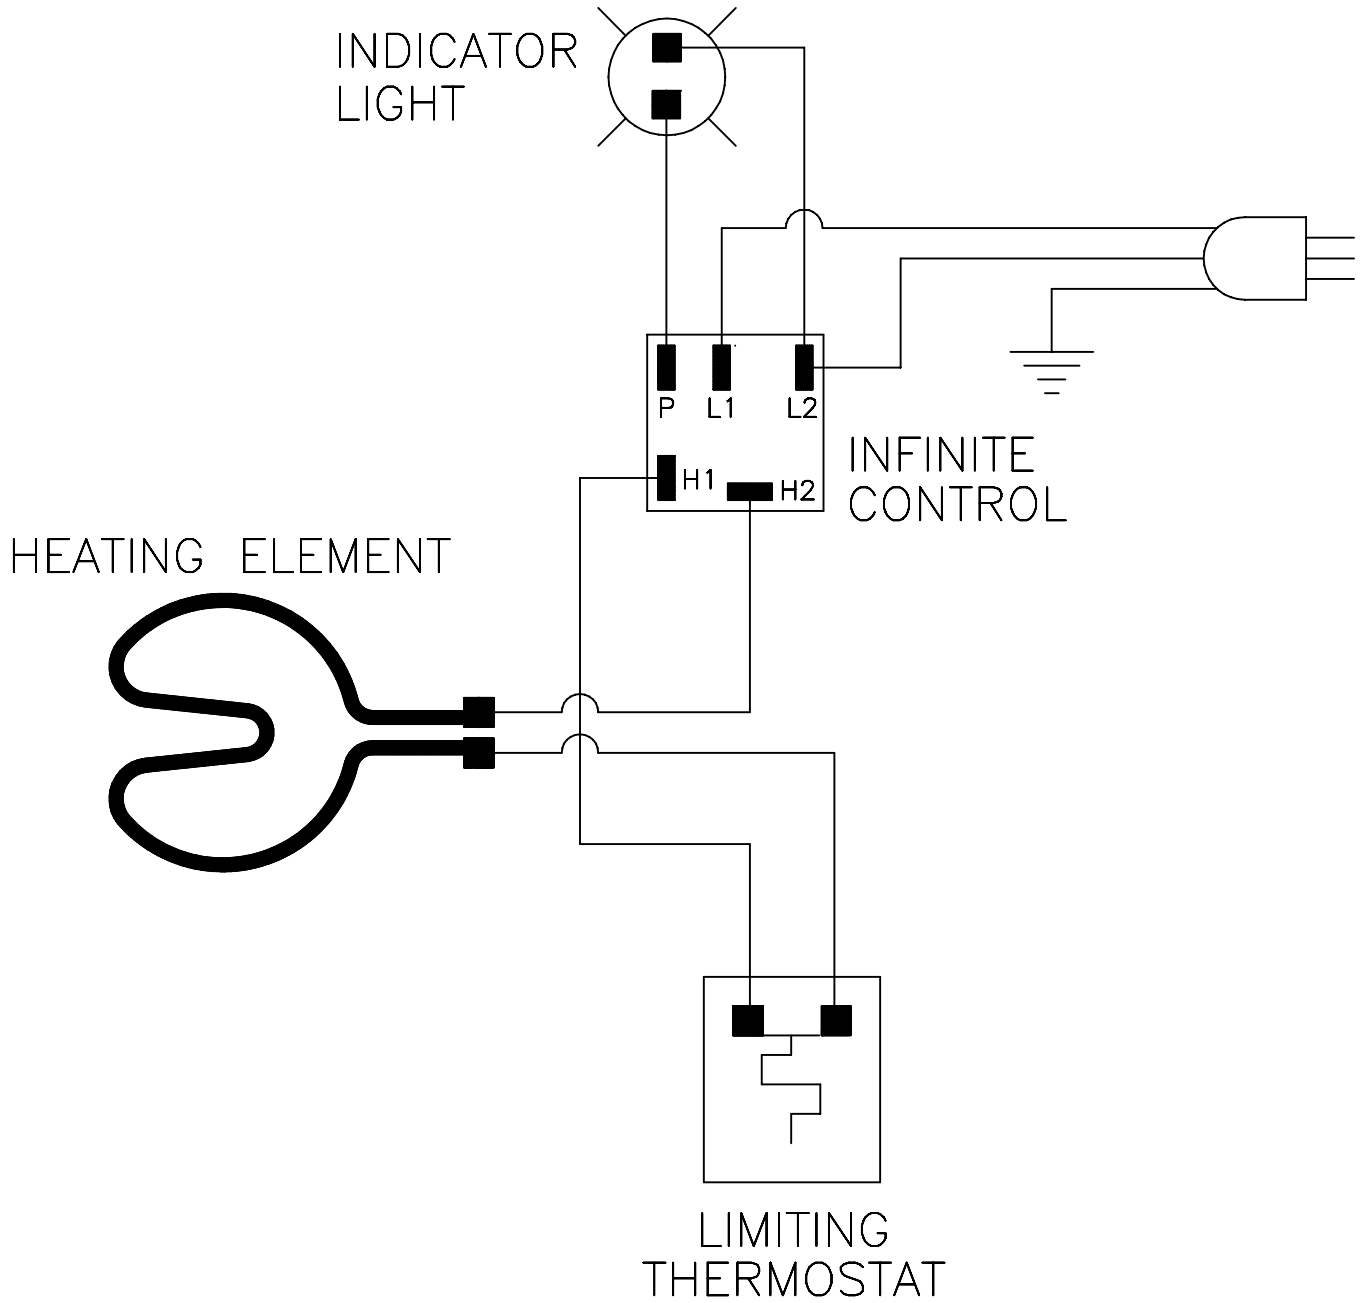 INDICATOR
LIGHT
P L1 L2
H1 H2
INFINITE
CONTROL
HEATING ELEMENT
LIMITING
THERMOSTAT